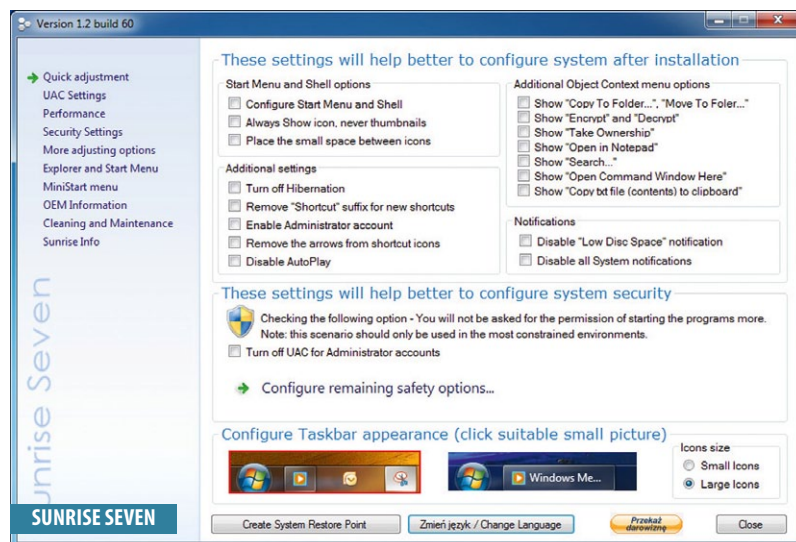 Version 1.2 build 60
Quick adjustment
UAC Settings
Performance
Security Settings
More adjusting options
Explorer and Start Menu
MiniStart menu
OEM Information
Cleaning and Maintenance
Sunrise Info
unrise Seven
SUNRISE SEVEN
These settings will help better to configure system after installation
Start Menu and Shell options
Configure Start Menu and Shell
Always Show icon, never thumbnails
Place the small space between icons
Additional settings
Turn off Hibernation
Remove "Shortcut" suffix for new shortcuts
Enable Administrator account
Remove the arrows from shortcut icons
Disable AutoPlay
Additional Object Context menu options
Show "Copy To Folder...", "Move To Foler..."
Show "Encrypt" and "Decrypt"
Show "Take Ownership"
Show "Open in Notepad"
Show "Search..."
Show "Open Command Window Here"
Show "Copy txt file (contents) to clipboard"
Notifications
Disable "Low Disc Space" notification
Disable all System notifications
These settings will help better to configure system security
Checking the following option - You will not be asked for the permission of starting the programs more.
Note: this scenario should only be used in the most constrained environments.
Turn off UAC for Administrator accounts
Configure remaining safety options...
Configure Taskbar appearance (click suitable small picture)
Windows Me...
Icons size
Small Icons
Large Icons
Create System Restore Point
Zmień język / Change Language
Przekaż
darowiznę
Close